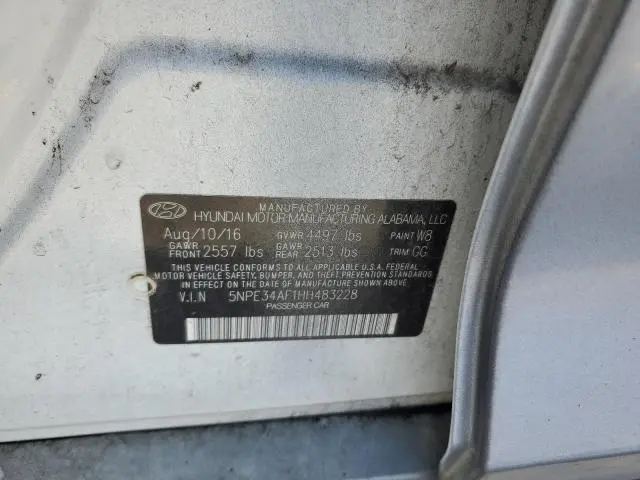 MANUFACTURED BY
HYUNDAI MOTOR MANUFACTURING ALABAMA, LLC
Aug/10/16 GVWR 4497 lbs PAINT W8
GAWR FRONT 2557 lbs GAWR REAR 2513 lbs TRIM GG
THIS VEHICLE CONFORMS TO ALL APPLICABLE U.S.A. FEDERAL
MOTOR VEHICLE SAFETY, BUMPER, AND THEFT PREVENTION STANDARDS
IN EFFECT ON THE DATE OF MANUFACTURE SHOWN ABOVE.
V.I.N 5NPE34AF1HH483228
PASSENGER CAR